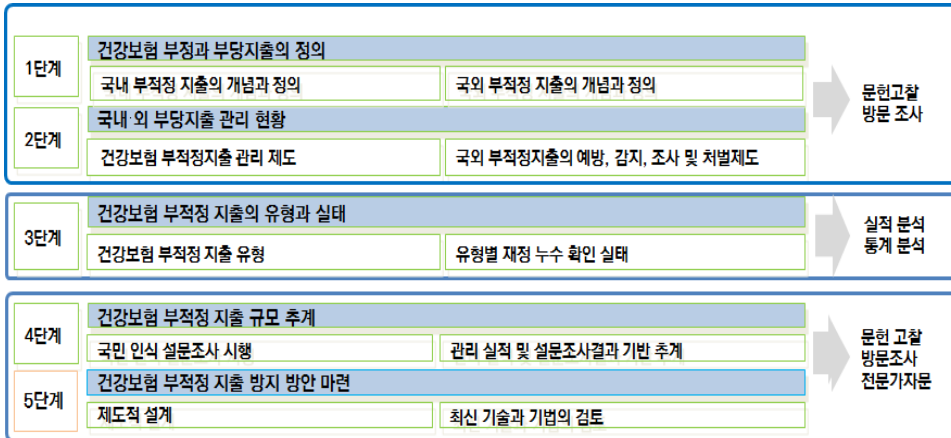 건강보험 부정과 부당지출의 정의
1단계
국내 부적정 지출의 개념과 정의
국외 부적정 지출의 개념과 정의
국내·외 부당지출 관리 현황
2단계
건강보험 부적정지출 관리 제도
국외 부적정지출의 예방, 감지, 조사 및 처벌제도
문헌고찰
방문 조사
건강보험 부적정 지출의 유형과 실태
3단계
건강보험 부적정 지출 유형
유형별 재정 누수 확인 실태
실적 분석
통계 분석
건강보험 부적정 지출 규모 추계
4단계
국민 인식 설문조사 시행
관리 실적 및 설문조사결과 기반 추계
건강보험 부적정 지출 방지 방안 마련
5단계
제도적 설계
최신 기술과 기법의 검토
문헌 고찰
방문조사
전문가자문